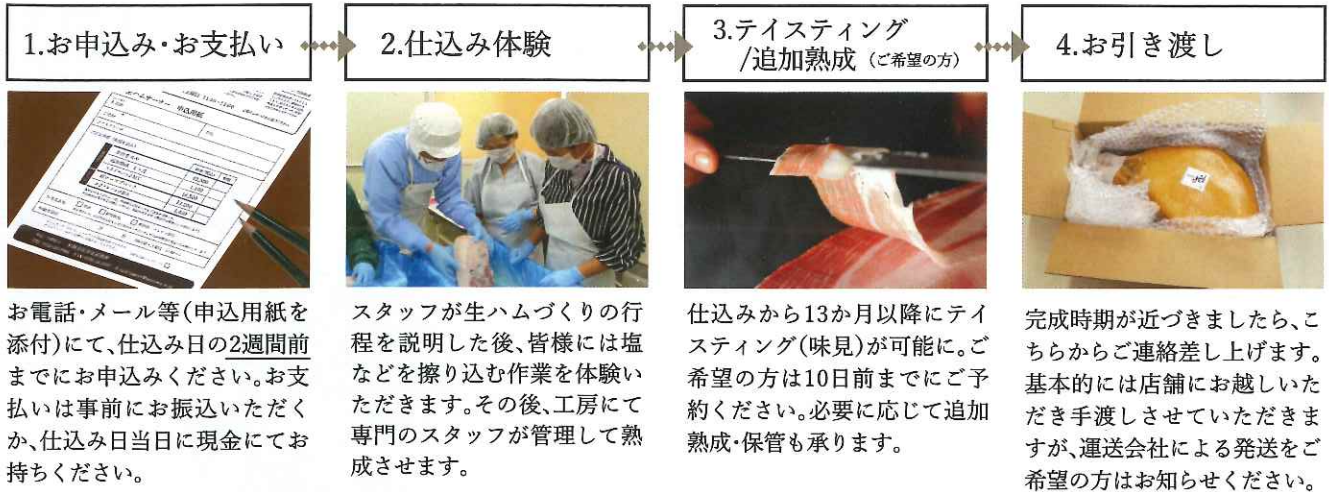 1.お申込み・お支払い
2.仕込み体験
3.テイスティング
/追加熟成（ご希望の方）
4.お引き渡し
申込用紙
お電話・メール等(申込用紙を
添付)にて、仕込み日の2週間前
までにお申込みください。お支
払いは事前にお振込いただく
か、仕込み日当日に現金にてお
持ちください。
スタッフが生ハムづくりの行
程を説明した後、皆様には塩
などを擦り込む作業を体験い
ただきます。その後、工房にて
専門のスタッフが管理して熟
成させます。
仕込みから13か月以降にテイ
スティング(味見)が可能に。ご
希望の方は10日前までにご予
約ください。必要に応じて追加
熟成・保管も承ります。
完成時期が近づきましたら、こ
ちらからご連絡差し上げます。
基本的には店舗にお越しいた
だき手渡しさせていただきま
すが、運送会社による発送をご
希望の方はお知らせください。